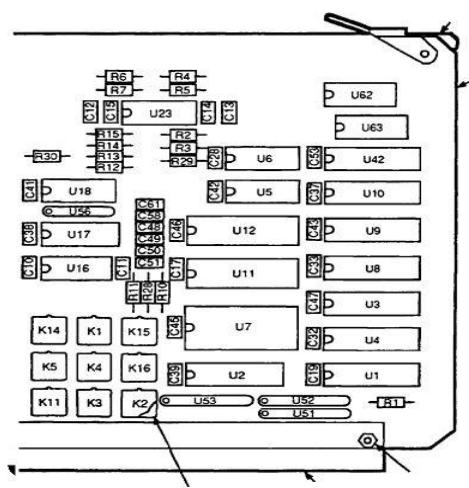 R6 R4
R7 R5
U62
C12 C15 U23 C14 C13
U63
R15 R2
R14 R3
R30 R13 R29 C28 U6 C53 U42
R12
C41 U18 C42 U5 C37 U10
U56 C61
C58
C38 U17 C48 C46 U12 C43 U9
C49
C50
C10 U16 C11 C51 C17 U11 C33 U8
R11 R28 R10
C47 U3
K14 K1 K15 C45 U7 C32 U4
K5 K4 K16 C39 U2 C19 U1
K11 K3 K2 U53 U52 R1
U51